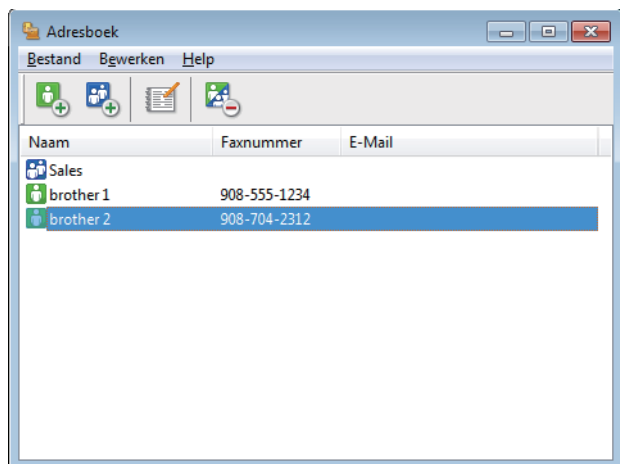 Adresboek
Bestand Bewerken Help
Naam Faxnummer E-Mail
Sales
brother 1 908-555-1234
brother 2 908-704-2312